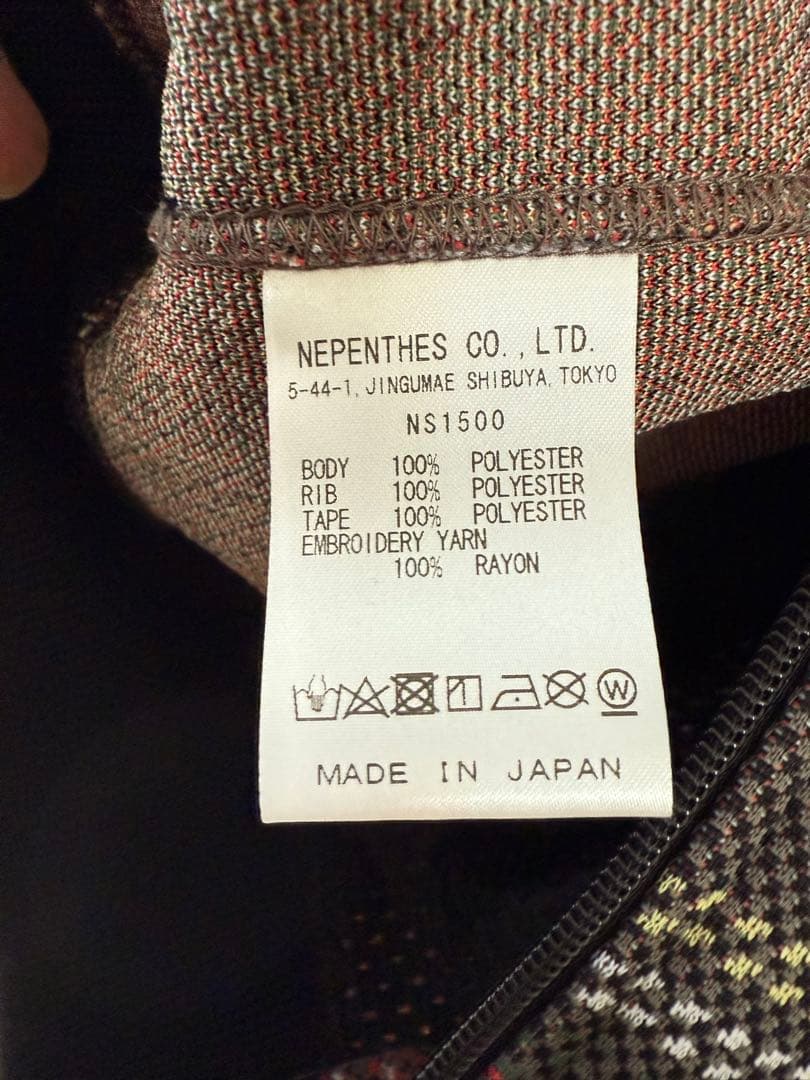 NEPENTHES CO.,LTD.
5-44-1, JINGUMAE SHIBUYA, TOKYO
NS1500
BODY 100% POLYESTER
RIB 100% POLYESTER
TAPE 100% POLYESTER
EMBROIDERY YARN
100% RAYON
W
MADE IN JAPAN